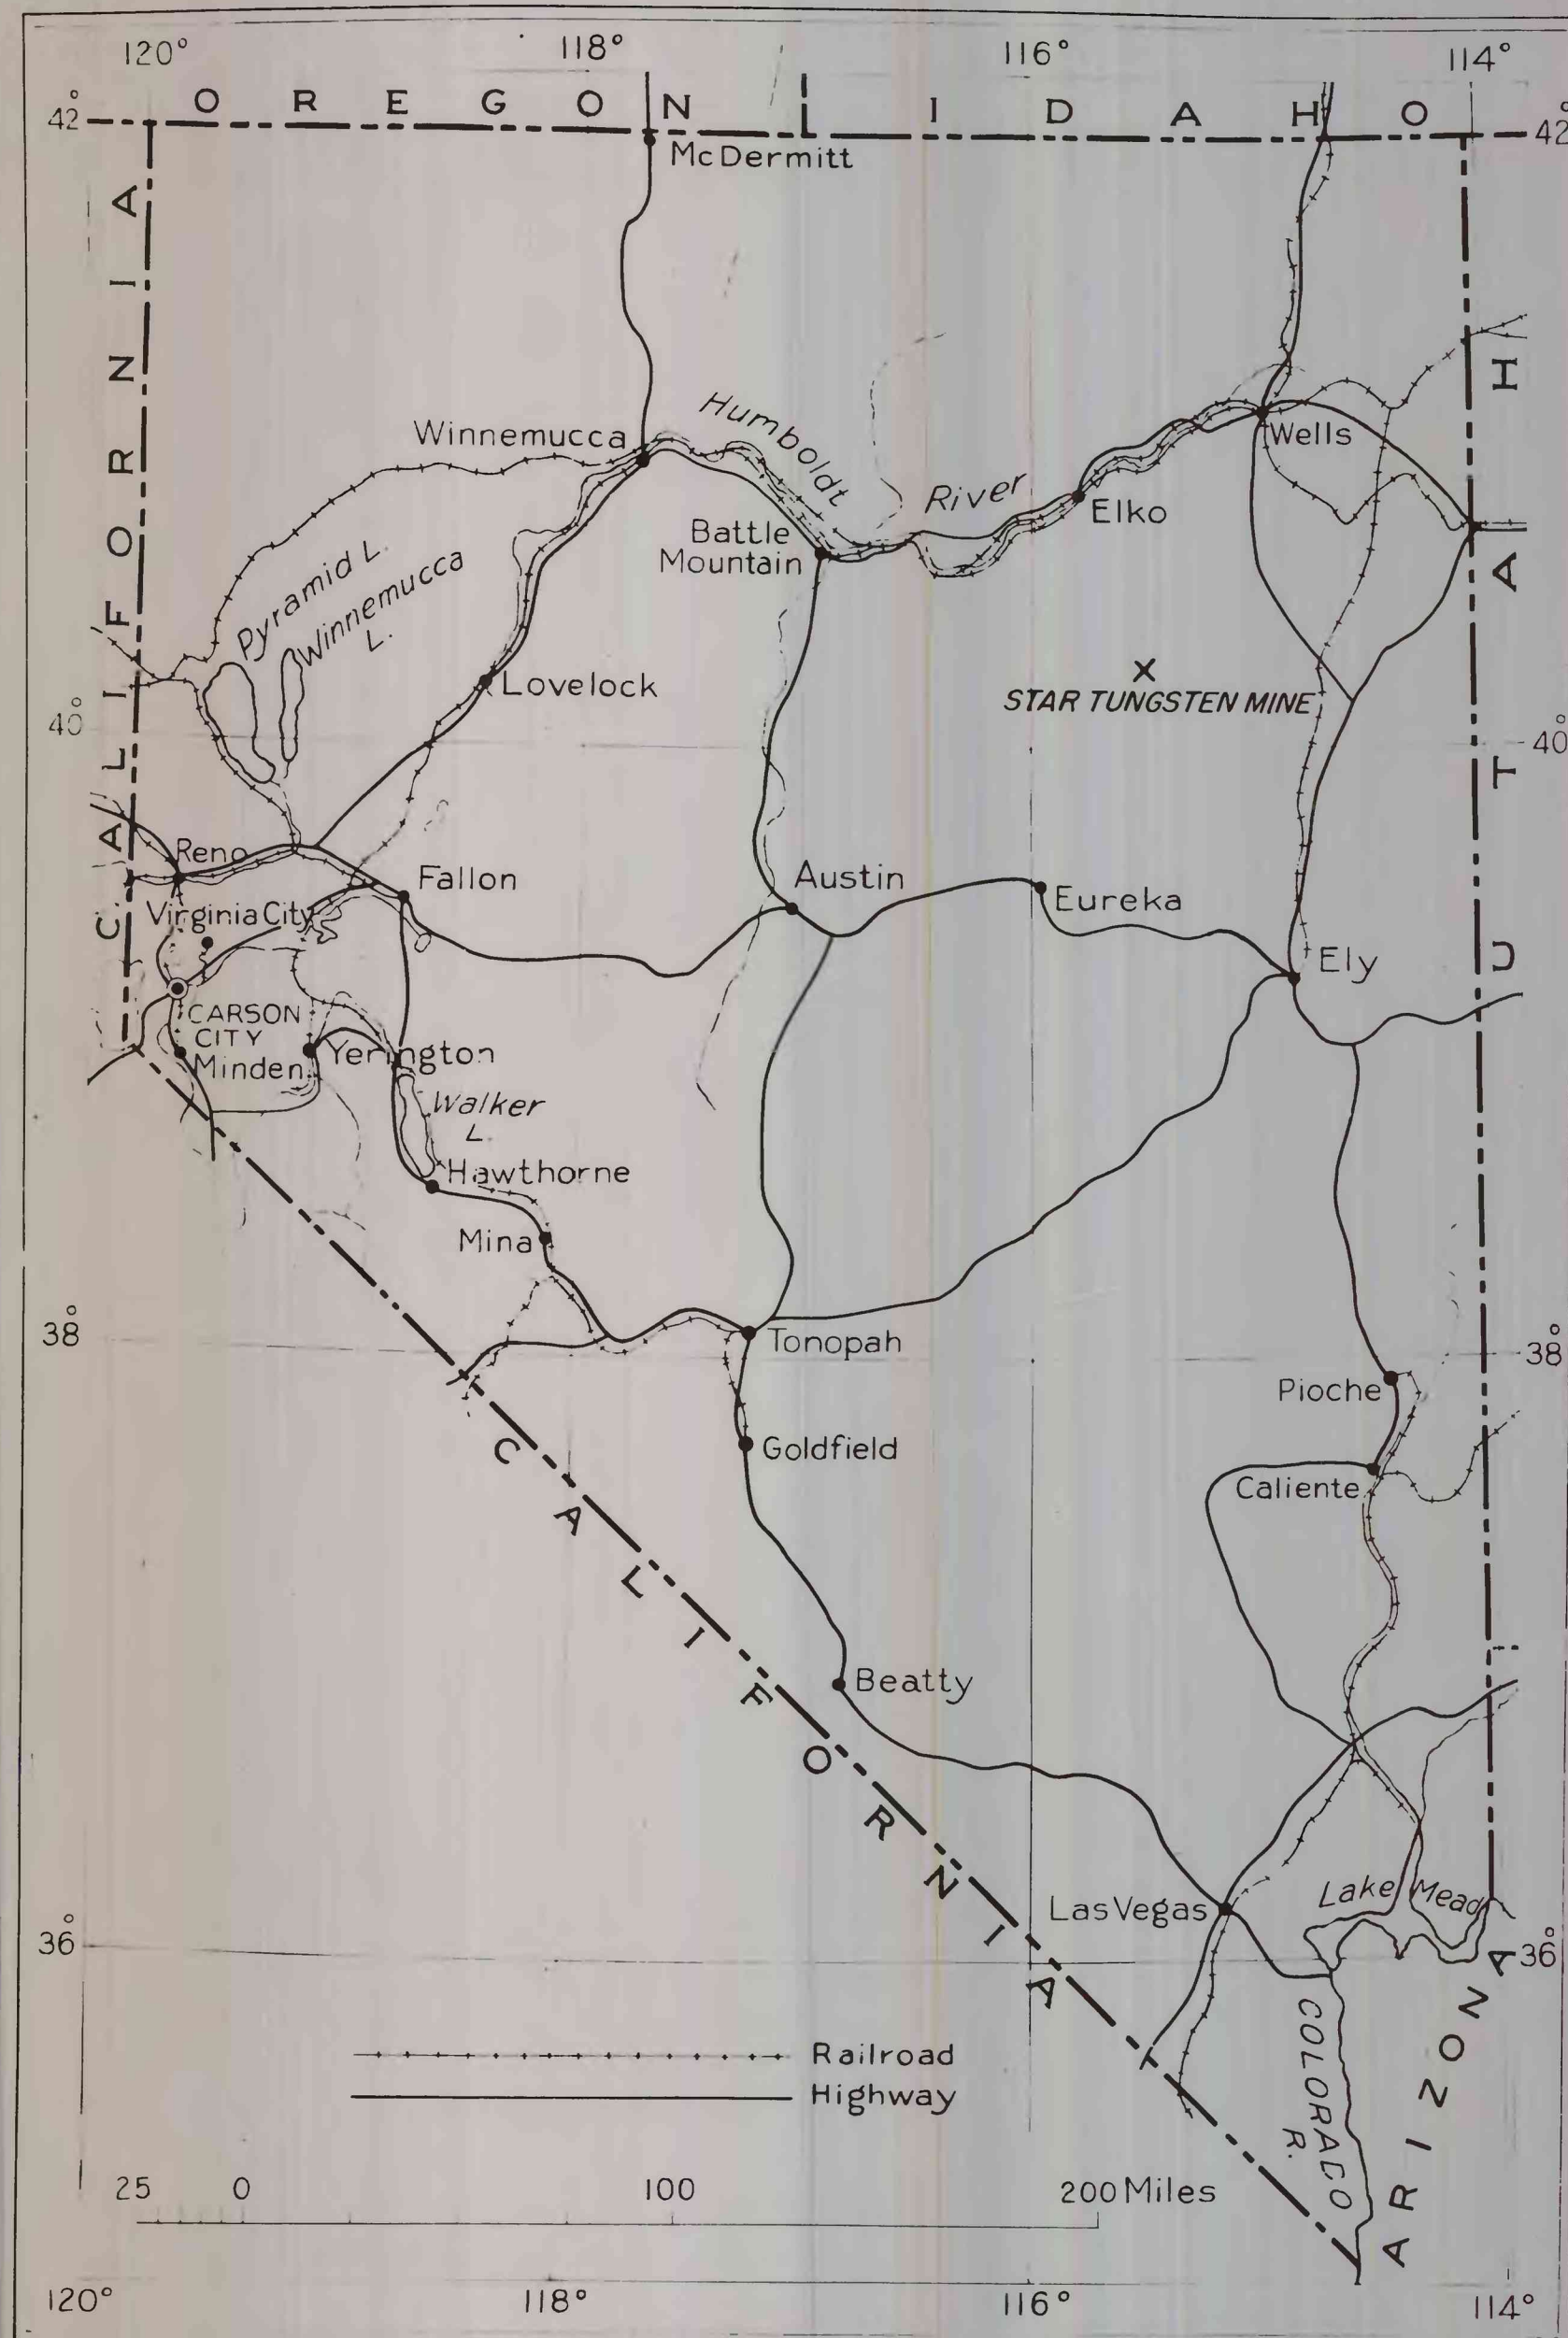 120° 118° 116° 114°
OREGON IDAHO
42° 42°
McDermitt
CALIFORNIA
UTAH
Winnemucca
Humboldt River
Wells
Elko
Battle
Mountain
Pyramid L.
Winnemucca
L.
STAR TUNGSTEN MINE
Lovelock
40° 40°
Reno
Fallon
Austin
Eureka
Virginia City
Ely
CARSON
CITY
Minden
Yerington
Walker
L.
Hawthorne
Mina
38° 38°
Tonopah
Pioche
Goldfield
Caliente
CALIFORNIA
Beatty
Las Vegas
Lake Mead
36° 36°
ARIZONA
COLORADO
R.
Railroad
Highway
25 0 100 200 Miles
120° 118° 116° 114°